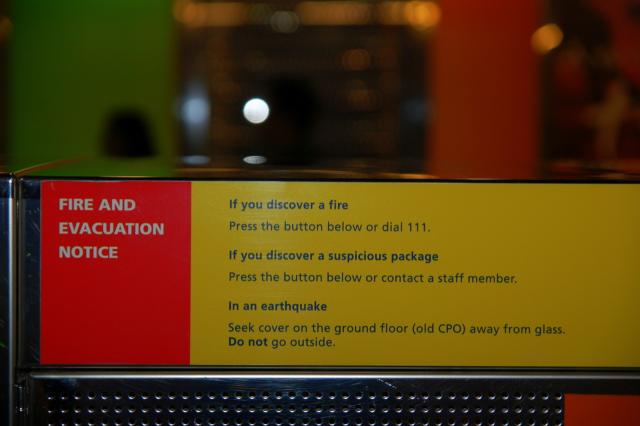 FIRE AND
EVACUATION
NOTICE
If you discover a fire
Press the button below or dial 111.
If you discover a suspicious package
Press the button below or contact a staff member.
In an earthquake
Seek cover on the ground floor (old CPO) away from glass.
Do not go outside.